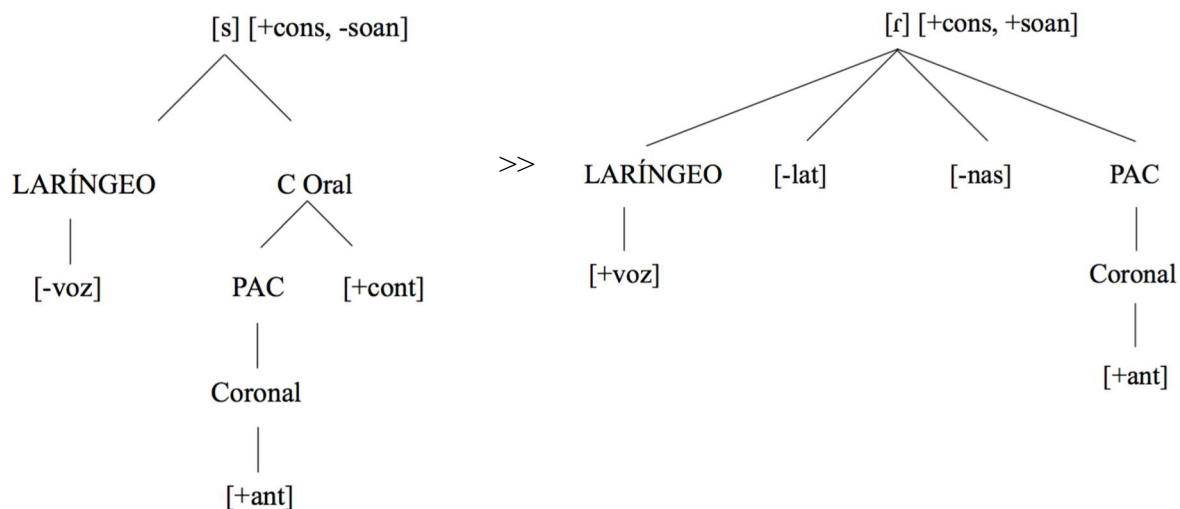 [s] [+cons, -soan]
LARÍNGEO C Oral
[-voz] PAC [+cont]
Coronal
[+ant]
>>
[ɾ] [+cons, +soan]
LARÍNGEO [-lat] [-nas] PAC
[+voz] Coronal
[+ant]